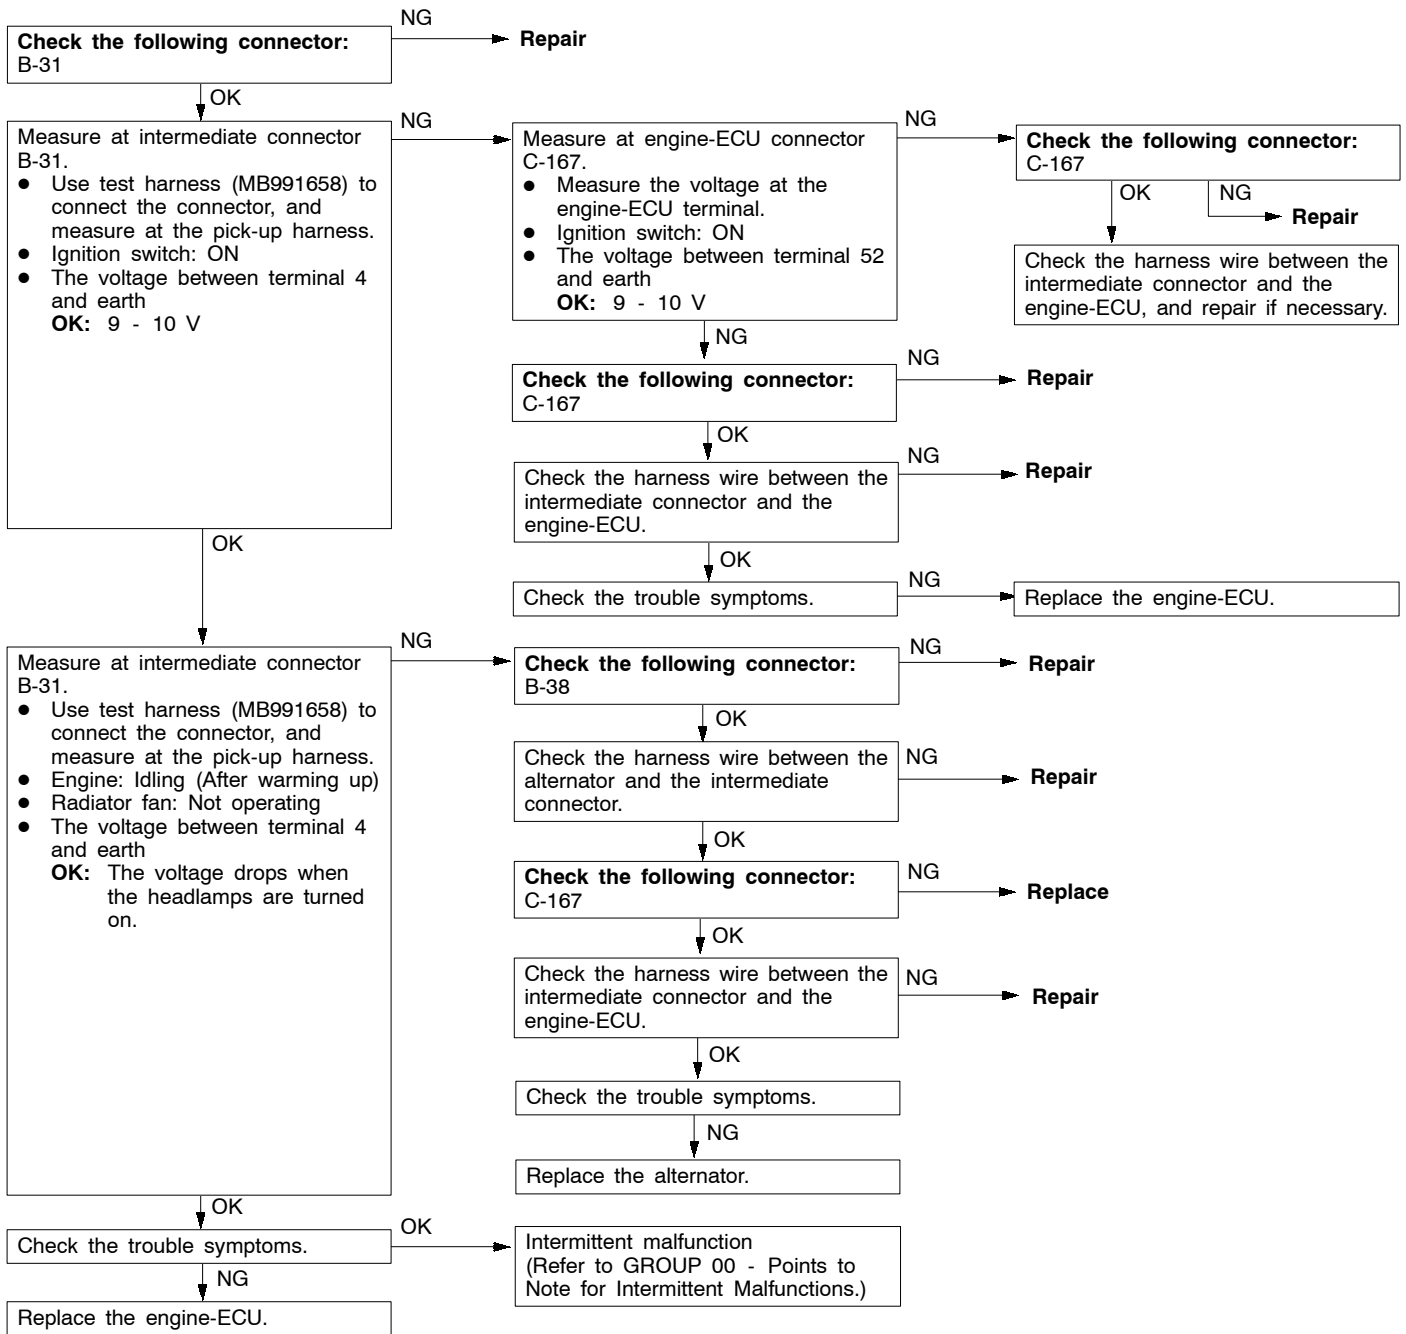 Check the following connector:
B-31
NG
Repair
OK
Measure at intermediate connector
B-31.
● Use test harness (MB991658) to
connect the connector, and
measure at the pick-up harness.
● Ignition switch: ON
● The voltage between terminal 4
and earth
OK: 9 - 10 V
NG
Measure at engine-ECU connector
C-167.
● Measure the voltage at the
engine-ECU terminal.
● Ignition switch: ON
● The voltage between terminal 52
and earth
OK: 9 - 10 V
NG
Check the following connector:
C-167
OK
NG
Repair
Check the harness wire between the
intermediate connector and the
engine-ECU, and repair if necessary.
NG
Check the following connector:
C-167
NG
Repair
OK
Check the harness wire between the
intermediate connector and the
engine-ECU.
NG
Repair
OK
Check the trouble symptoms.
NG
Replace the engine-ECU.
OK
Measure at intermediate connector
B-31.
● Use test harness (MB991658) to
connect the connector, and
measure at the pick-up harness.
● Engine: Idling (After warming up)
● Radiator fan: Not operating
● The voltage between terminal 4
and earth
OK: The voltage drops when
the headlamps are turned
on.
NG
Check the following connector:
B-38
NG
Repair
OK
Check the harness wire between the
alternator and the intermediate
connector.
NG
Repair
OK
Check the following connector:
C-167
NG
Replace
OK
Check the harness wire between the
intermediate connector and the
engine-ECU.
NG
Repair
OK
Check the trouble symptoms.
NG
Replace the alternator.
OK
Check the trouble symptoms.
OK
Intermittent malfunction
(Refer to GROUP 00 - Points to
Note for Intermittent Malfunctions.)
NG
Replace the engine-ECU.